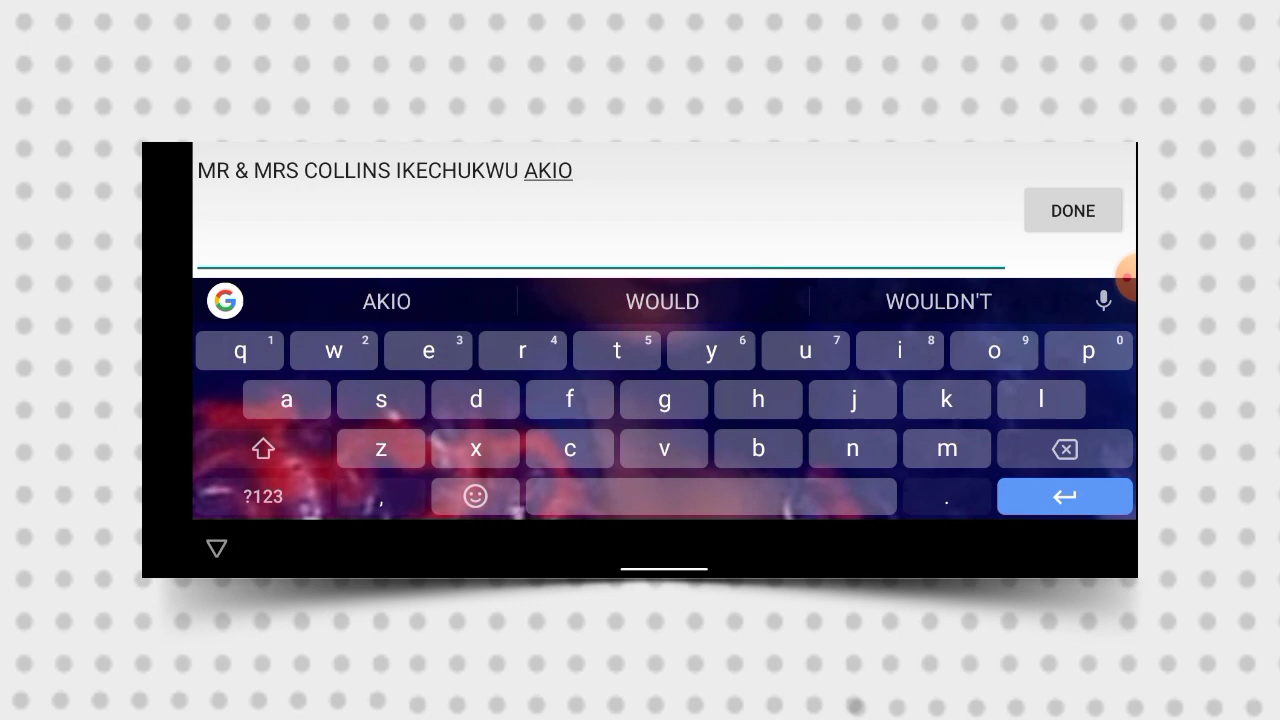 MR & MRS COLLINS IKECHUKWU AKIO
DONE
AKIO WOULD WOULDN'T
q 1 w 2 e 3 r 4 t 5 y 6 u 7 i 8 o 9 p 0
a s d f g h j k l
z x c v b n m
?123 , .